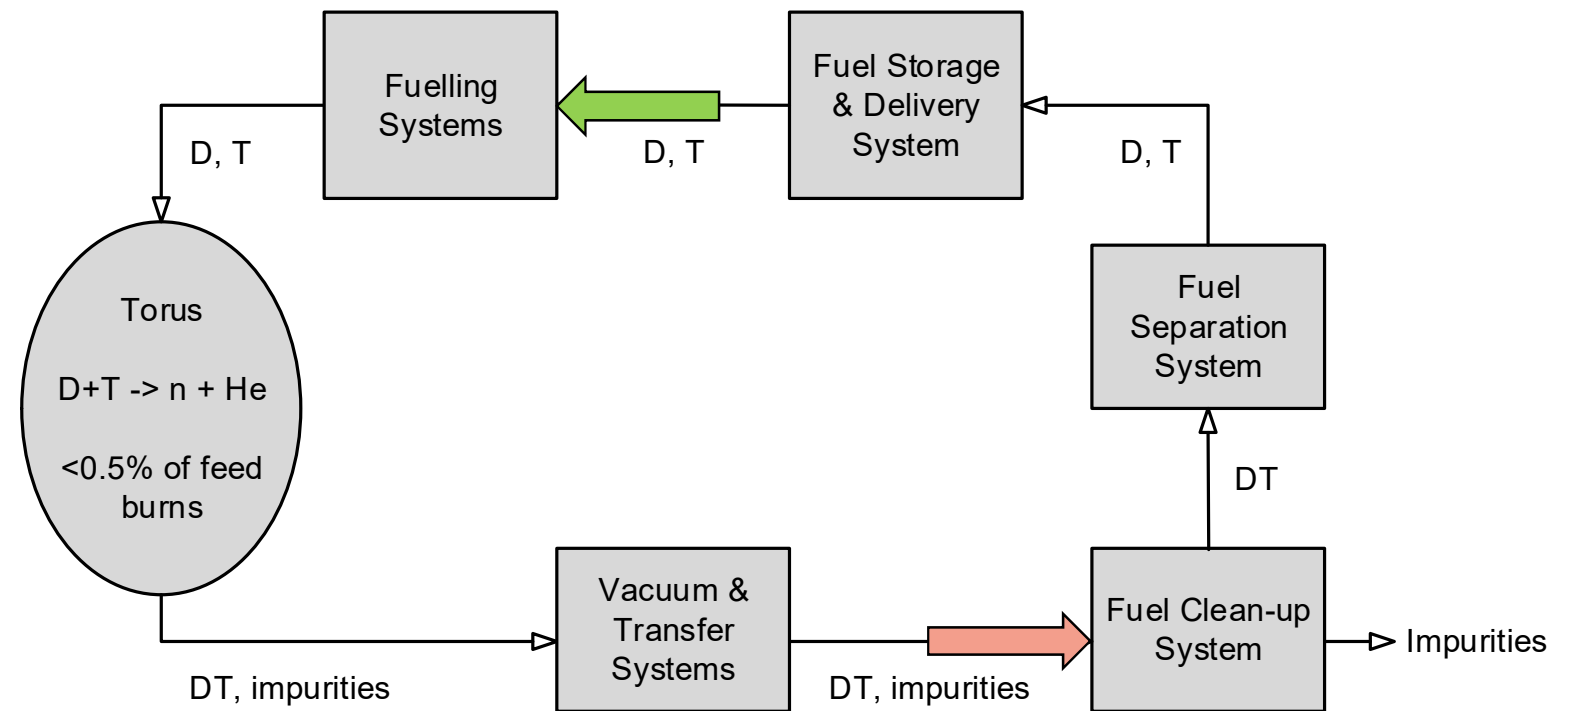 Fuelling
Systems
Fuel Storage
& Delivery
System
D, T
D, T
D, T
Torus
D+T -> n + He
<0.5% of feed
burns
Fuel
Separation
System
DT
Vacuum &
Transfer
Systems
Fuel Clean-up
System
Impurities
DT, impurities
DT, impurities